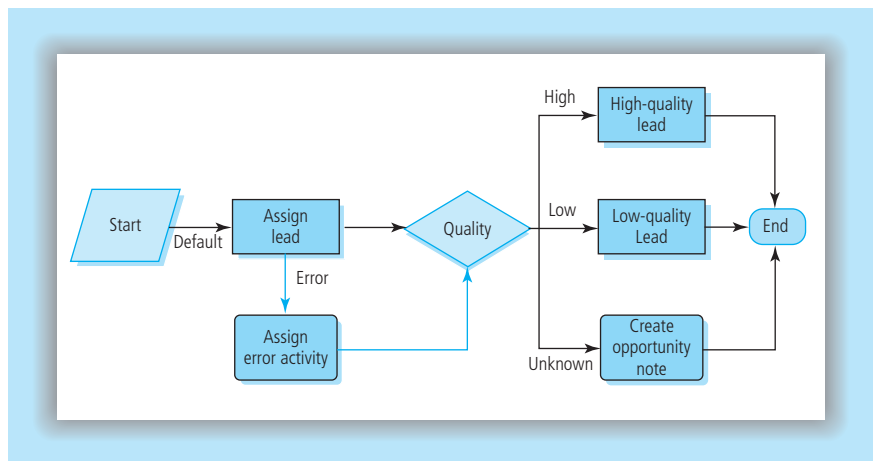 Start
Default
Assign
lead
Error
Assign
error activity
Quality
High
High-quality
lead
Low
Low-quality
Lead
Unknown
Create
opportunity
note
End